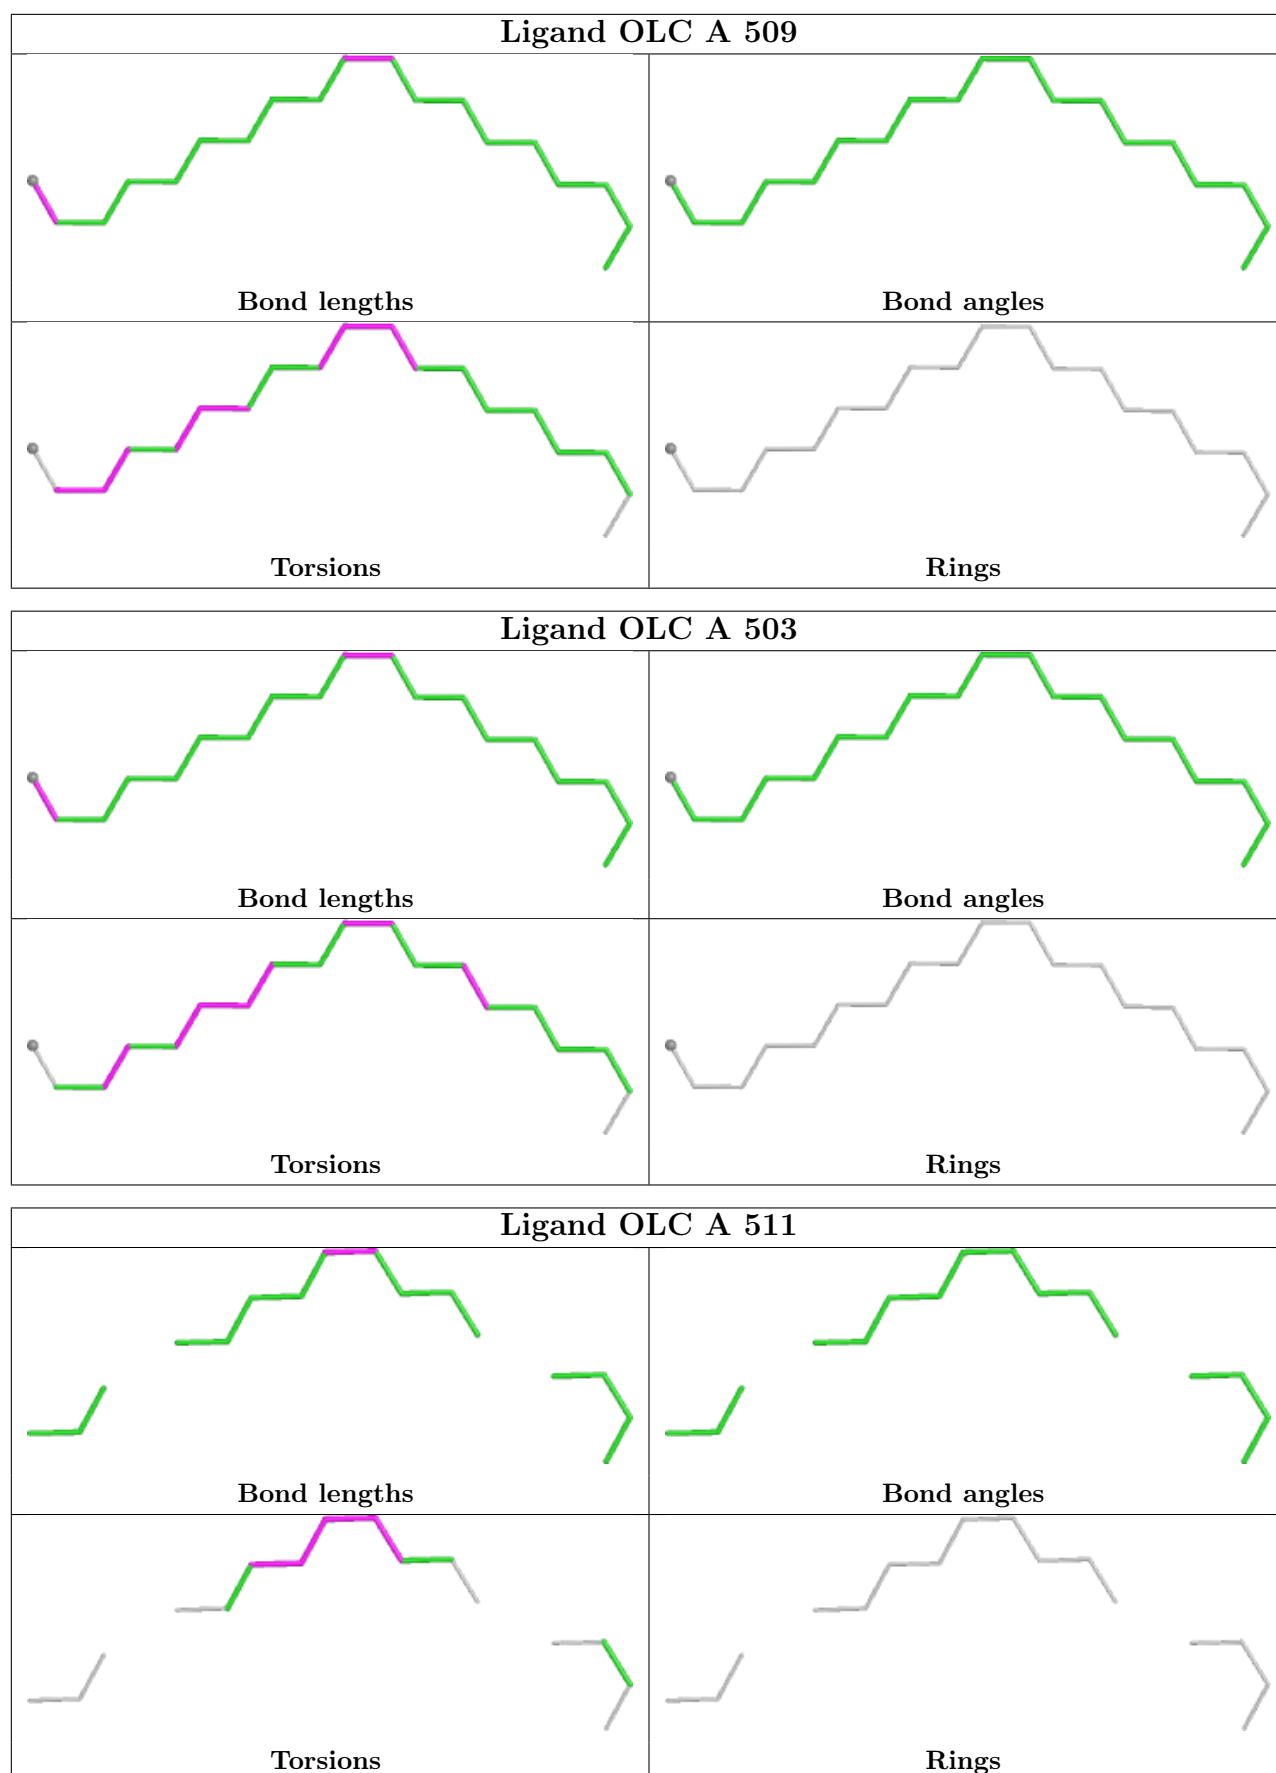 Ligand OLC A 509
Bond lengths
Bond angles
Torsions
Rings
Ligand OLC A 503
Bond lengths
Bond angles
Torsions
Rings
Ligand OLC A 511
Bond lengths
Bond angles
Torsions
Rings